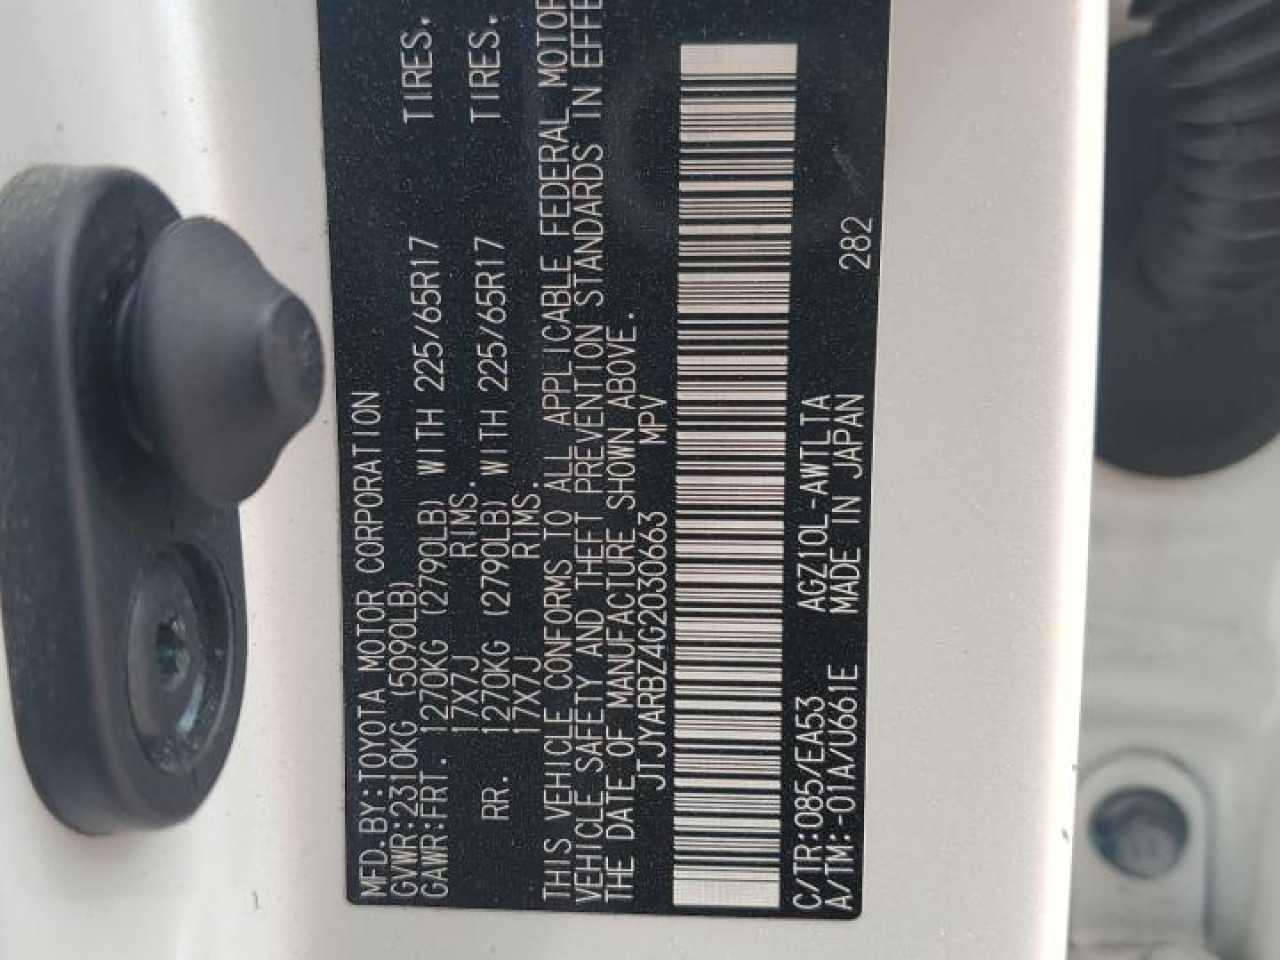 MFD.BY:TOYOTA MOTOR CORPORATION
GVWR:2310KG (5090LB)
GAWR:FRT. 1270KG (2790LB) WITH 225/65R17 TIRES.
17X7J RIMS.
RR. 1270KG (2790LB) WITH 225/65R17 TIRES.
17X7J RIMS.
THIS VEHICLE CONFORMS TO ALL APPLICABLE FEDERAL MOTOR
VEHICLE SAFETY AND THEFT PREVENTION STANDARDS IN EFFE
THE DATE OF MANUFACTURE SHOWN ABOVE.
JTJYARBZ4G2030663 MPV
C/TR:085/EA53 AGZ10L-AWTLTA
A/TM:-01A/U661E MADE IN JAPAN 282